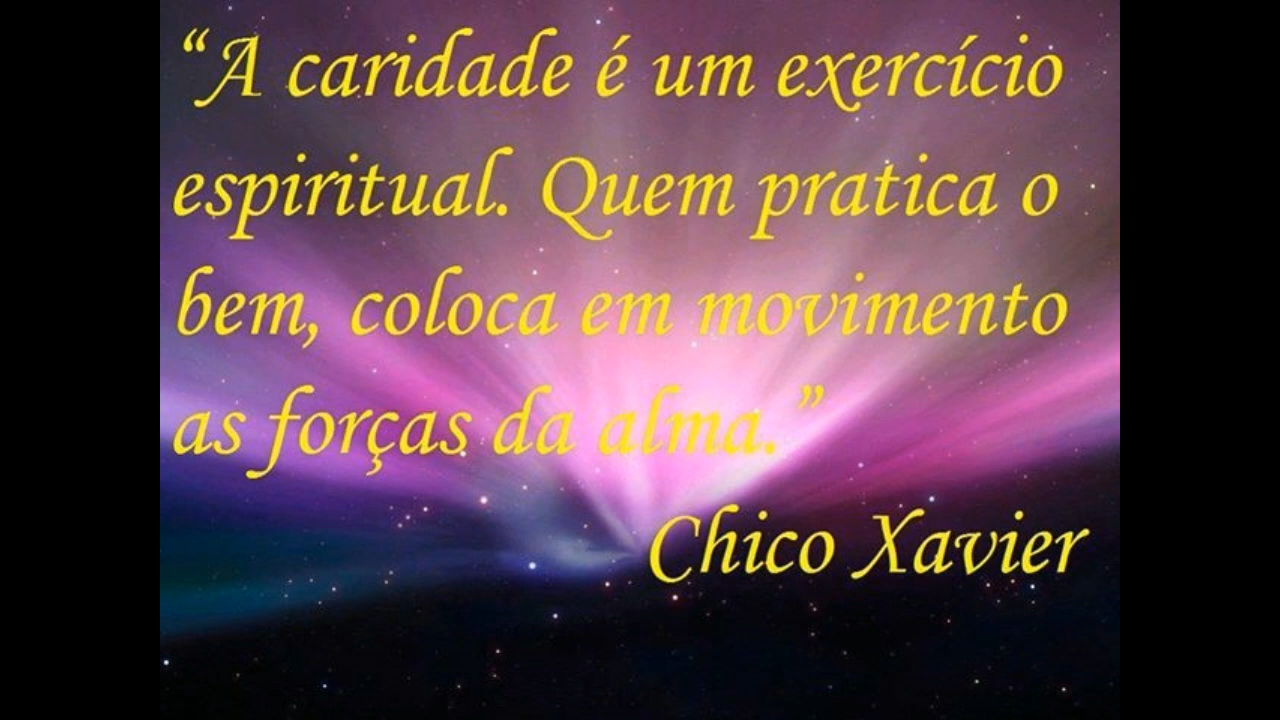 “A caridade é um exercício
espiritual. Quem pratica o
bem, coloca em movimento
as forças da alma.”
Chico Xavier